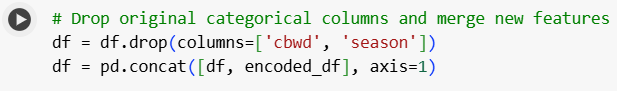 # Drop original categorical columns and merge new features
df = df.drop(columns=['cbwd', 'season'])
df = pd.concat([df, encoded_df], axis=1)